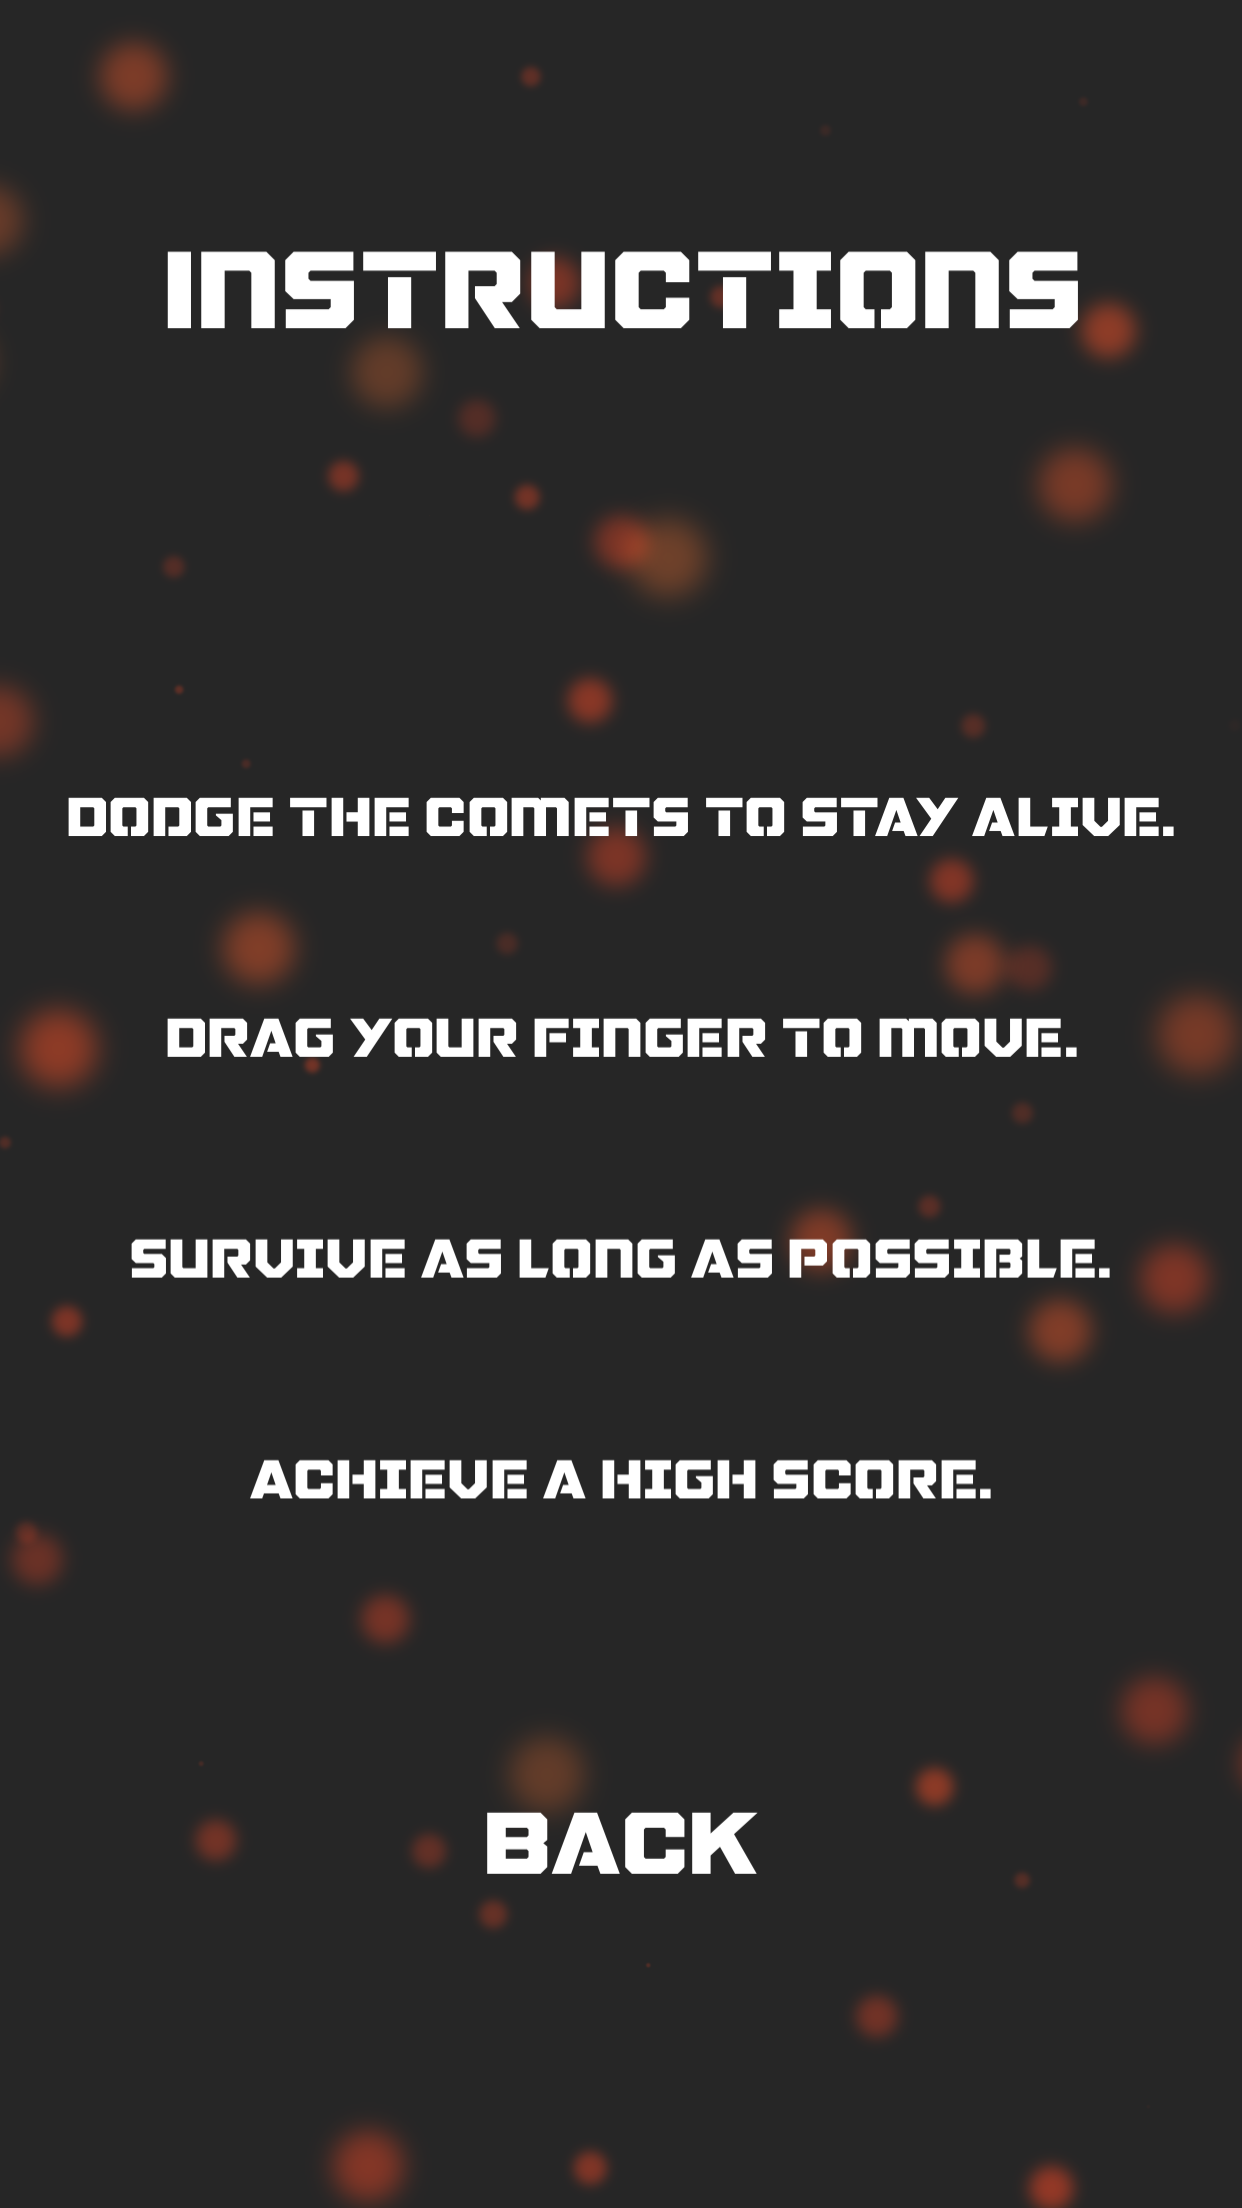 INSTRUCTIONS
DODGE THE COMETS TO STAY ALIVE.
DRAG YOUR FINGER TO MOVE.
SURVIVE AS LONG AS POSSIBLE.
ACHIEVE A HIGH SCORE.
BACK